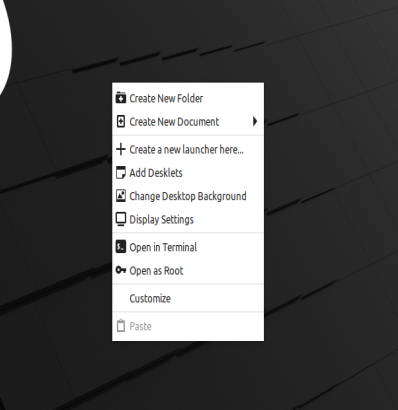 Create New Folder
Create New Document
Create a new launcher here...
Add Desklets
Change Desktop Background
Display Settings
Open in Terminal
Open as Root
Customize
Paste